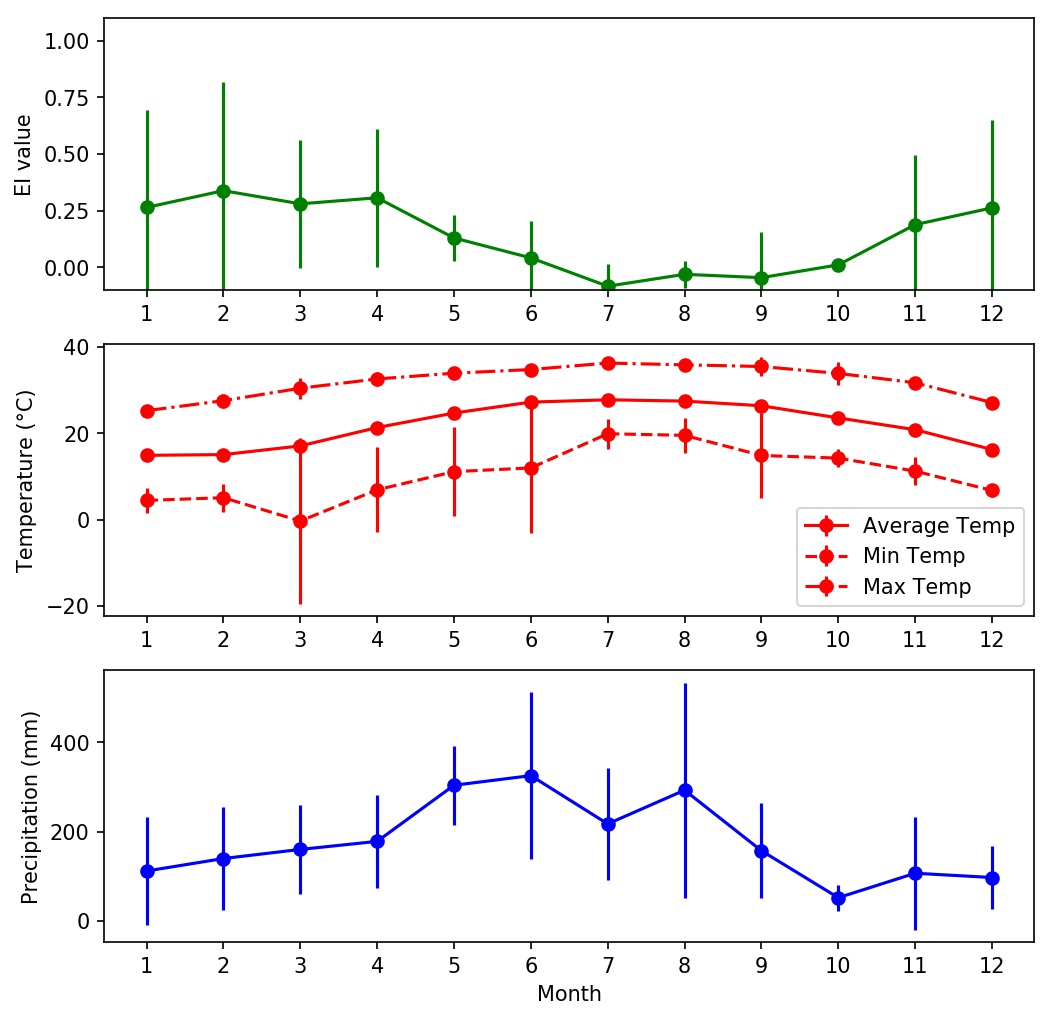 1.00
0.75
0.50
0.25
0.00
EI value
1 2 3 4 5 6 7 8 9 10 11 12
40
20
0
−20
Temperature (°C)
Average Temp
Min Temp
Max Temp
1 2 3 4 5 6 7 8 9 10 11 12
400
200
0
Precipitation (mm)
1 2 3 4 5 6 7 8 9 10 11 12
Month